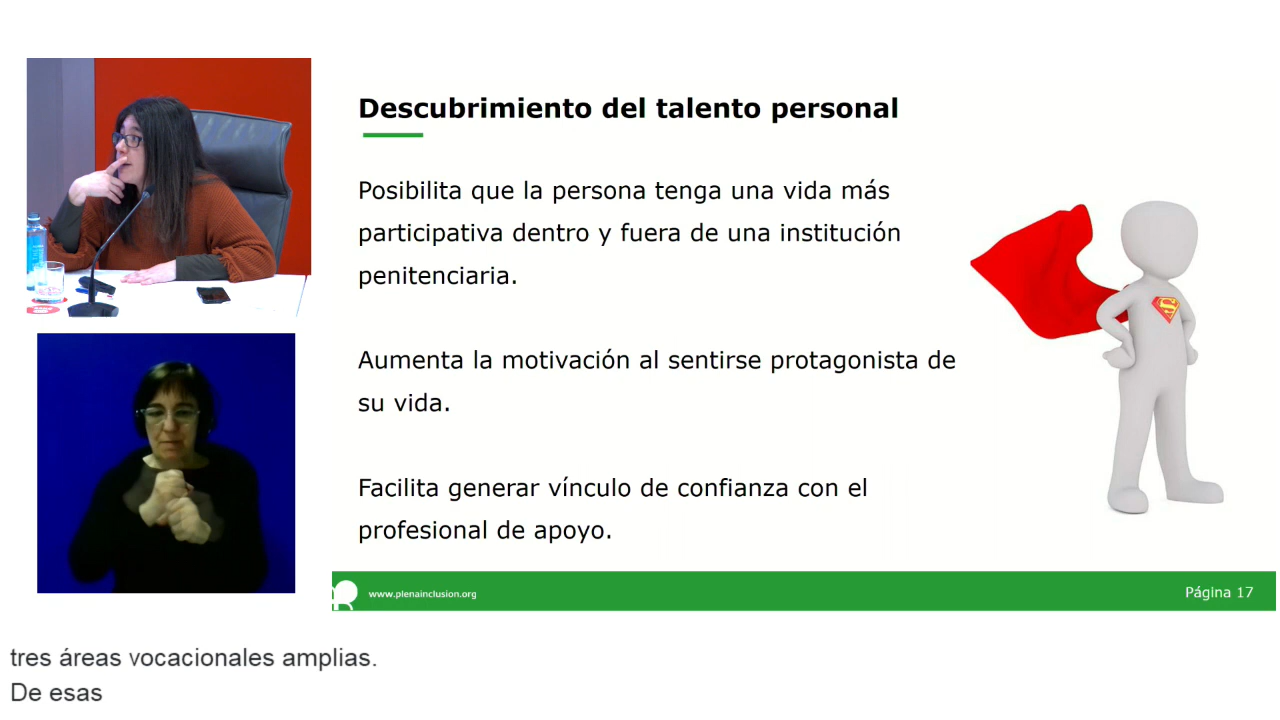 Descubrimiento del talento personal
Posibilita que la persona tenga una vida más
participativa dentro y fuera de una institución
penitenciaria.
Aumenta la motivación al sentirse protagonista de
su vida.
Facilita generar vínculo de confianza con el
profesional de apoyo.
S
www.plenainclusion.org
Página 17
tres áreas vocacionales amplias.
De esas